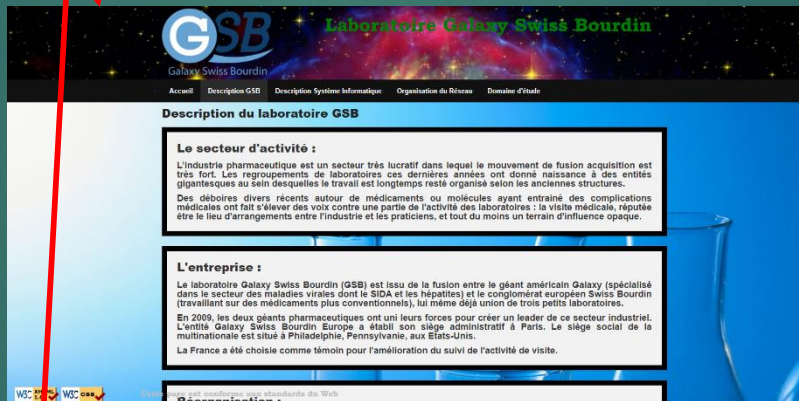 GSB
Laboratoire Galaxy Swiss Bourdin
Galaxy Swiss Bourdin
Accueil Description GSB Description Système Informatique Organisation du Réseau Domaine d'étude
Description du laboratoire GSB
Le secteur d'activité :
L'industrie pharmaceutique est un secteur très lucratif dans lequel le mouvement de fusion acquisition est
très fort. Les regroupements de laboratoires ces dernières années ont donné naissance à des entités
gigantesques au sein desquelles le travail est longtemps resté organisé selon les anciennes structures.
Des déboires divers récents autour de médicaments ou molécules ayant entrainé des complications
médicales ont fait s'élever des voix contre une partie de l'activité des laboratoires : la visite médicale, réputée
être le lieu d'arrangements entre l'industrie et les praticiens, et tout du moins un terrain d'influence opaque.
L'entreprise :
Le laboratoire Galaxy Swiss Bourdin (GSB) est issu de la fusion entre le géant américain Galaxy (spécialisé
dans le secteur des maladies virales dont le SIDA et les hépatites) et le conglomérat européen Swiss Bourdin
(travaillant sur des médicaments plus conventionnels), lui même déjà union de trois petits laboratoires.
En 2009, les deux géants pharmaceutiques ont uni leurs forces pour créer un leader de ce secteur industriel.
L'entité Galaxy Swiss Bourdin Europe a établi son siège administratif à Paris. Le siège social de la
multinationale est situé à Philadelphie, Pennsylvanie, aux Etats-Unis.
La France a été choisie comme témoin pour l'amélioration du suivi de l'activité de visite.
W3C W3C CSS Cette page est conforme aux standards du Web
Réorganisation :